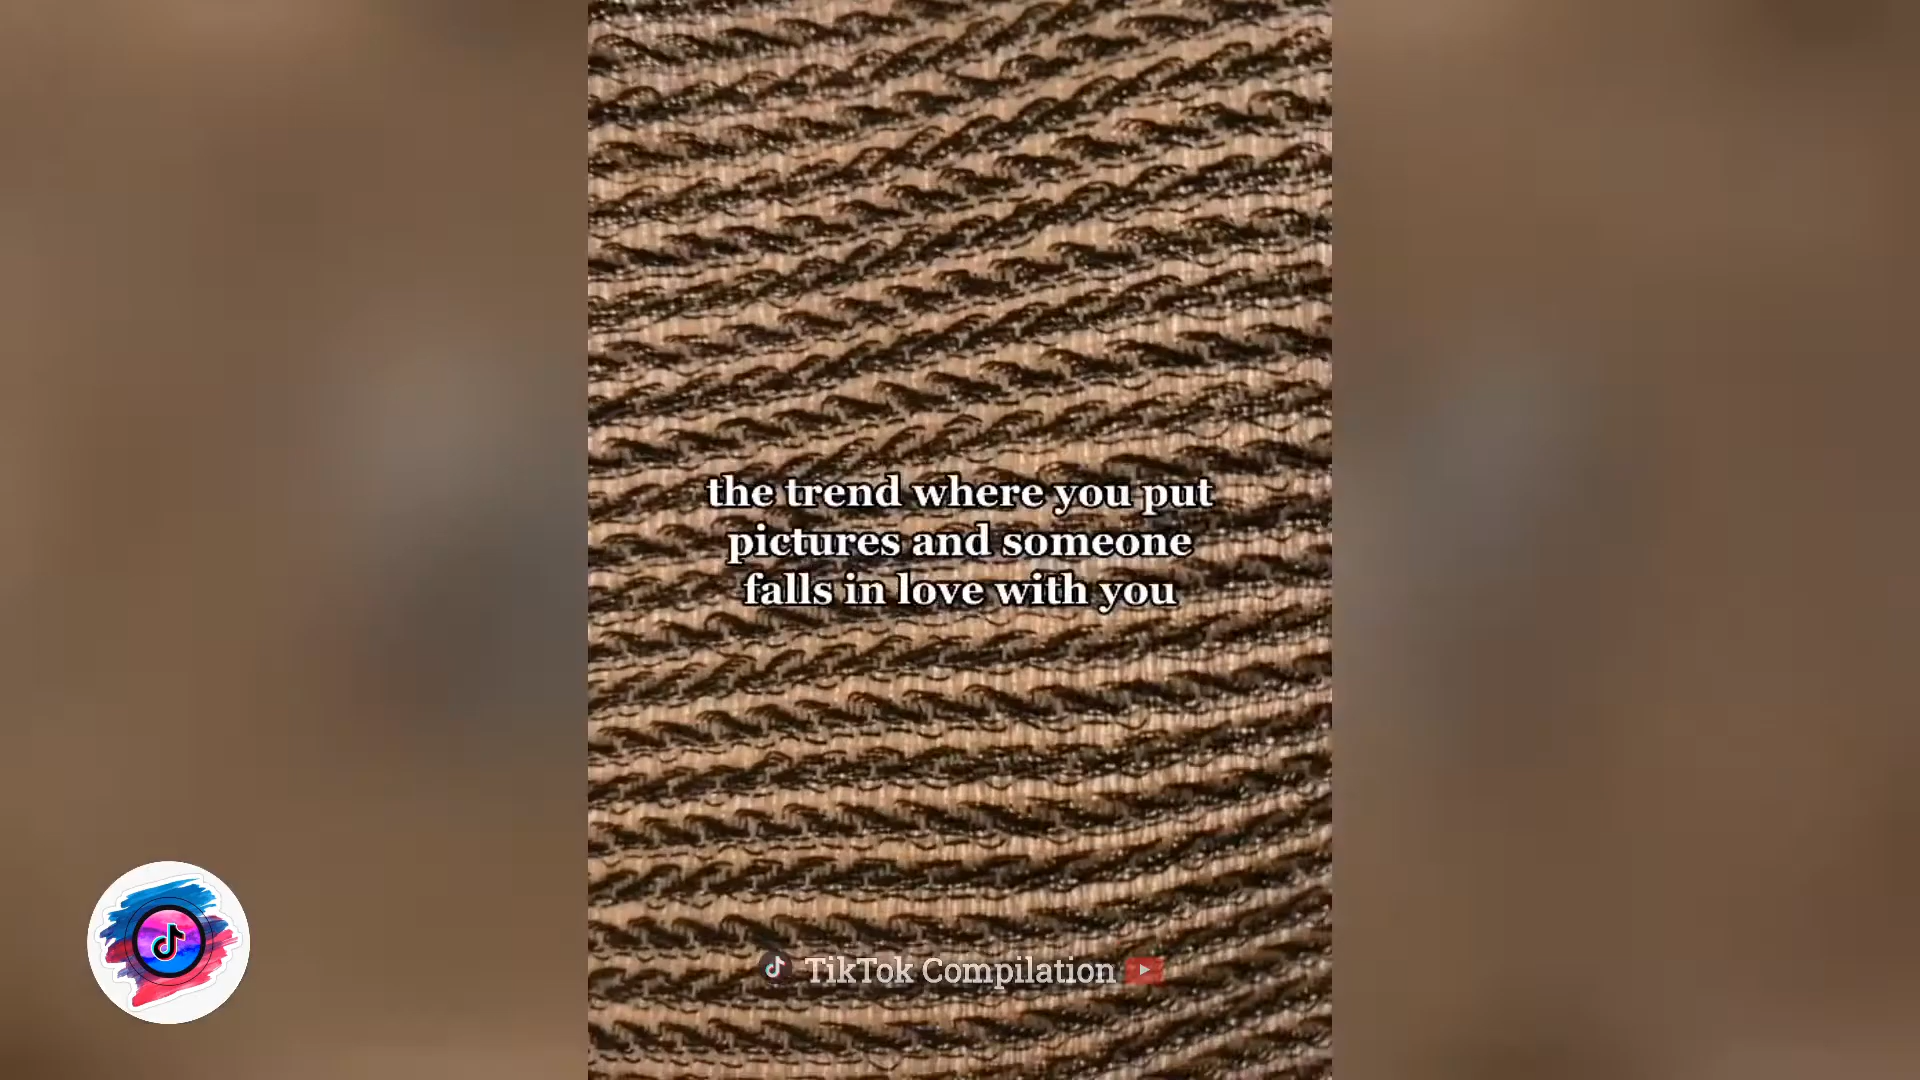 the trend where you put
pictures and someone
falls in love with you
TikTok Compilation